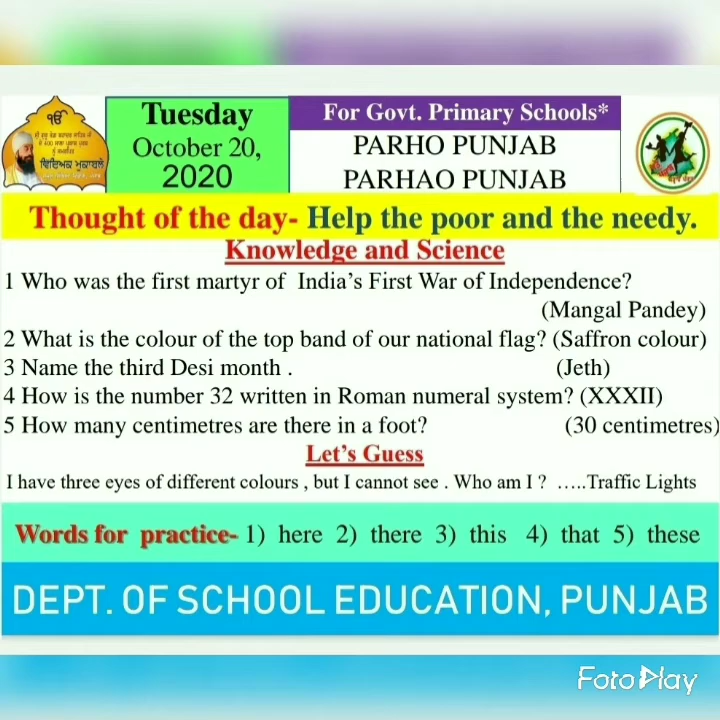 ੴ
ਵਿਦਿਅਕ ਮੁਕਾਬਲੇ
Tuesday
October 20,
2020
For Govt. Primary Schools*
PARHO PUNJAB
PARHAO PUNJAB
Thought of the day- Help the poor and the needy.
Knowledge and Science
1 Who was the first martyr of India's First War of Independence?
(Mangal Pandey)
2 What is the colour of the top band of our national flag? (Saffron colour)
3 Name the third Desi month . (Jeth)
4 How is the number 32 written in Roman numeral system? (XXXII)
5 How many centimetres are there in a foot? (30 centimetres)
Let's Guess
I have three eyes of different colours , but I cannot see . Who am I ? …..Traffic Lights
Words for practice- 1) here 2) there 3) this 4) that 5) these
DEPT. OF SCHOOL EDUCATION, PUNJAB
FotoPlay